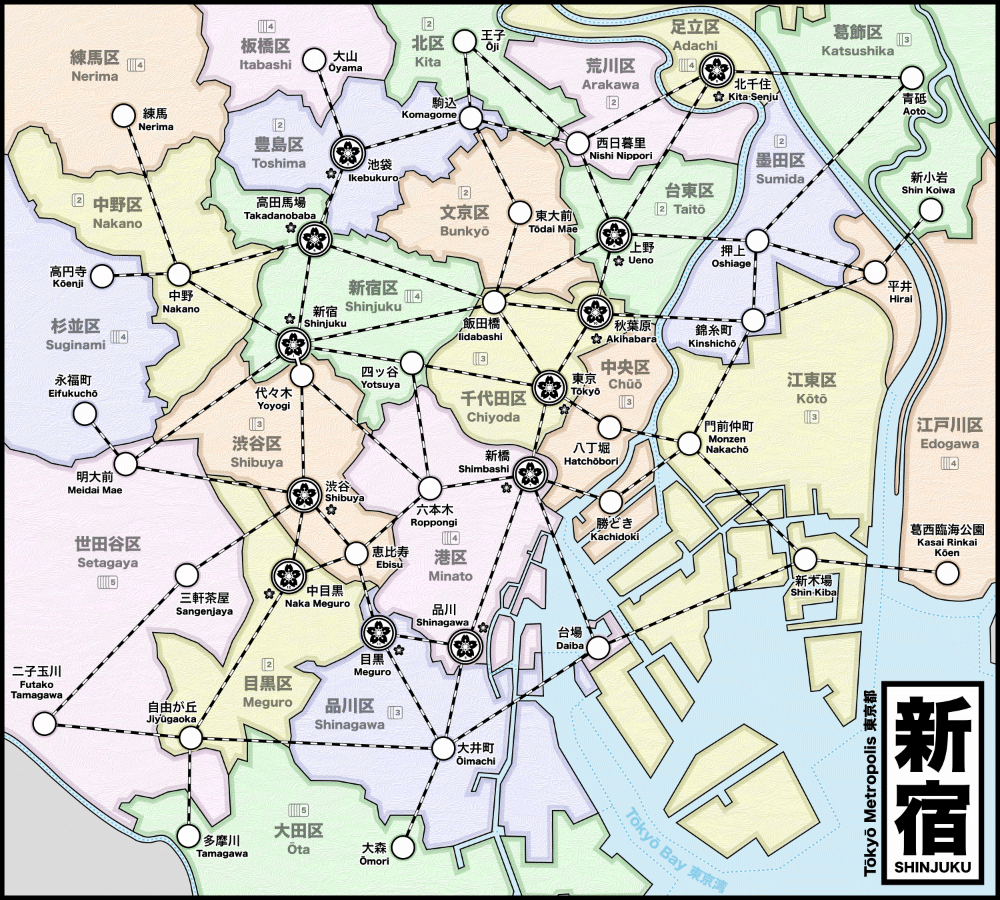 練馬区
Nerima
4
板橋区
Itabashi
4
北区
Kita
2
足立区
Adachi
4
葛飾区
Katsushika
3
荒川区
Arakawa
2
大山
Ōyama
王子
Ōji
北千住
Kita Senju
青砥
Aoto
練馬
Nerima
駒込
Komagome
西日暮里
Nishi Nippori
豊島区
Toshima
2
池袋
Ikebukuro
墨田区
Sumida
2
新小岩
Shin Koiwa
中野区
Nakano
2
高田馬場
Takadanobaba
文京区
Bunkyō
2
東大前
Tōdai Mae
台東区
Taitō
2
上野
Ueno
押上
Oshiage
平井
Hirai
高円寺
Kōenji
中野
Nakano
新宿区
Shinjuku
4
新宿
Shinjuku
飯田橋
Iidabashi
秋葉原
Akihabara
錦糸町
Kinshichō
杉並区
Suginami
4
永福町
Eifukuchō
代々木
Yoyogi
四ッ谷
Yotsuya
3
千代田区
Chiyoda
東京
Tōkyō
中央区
Chūō
3
江東区
Kōtō
3
八丁堀
Hatchōbori
門前仲町
Monzen
Nakachō
江戸川区
Edogawa
4
3
渋谷区
Shibuya
明大前
Meidai Mae
渋谷
Shibuya
新橋
Shimbashi
六本木
Roppongi
勝どき
Kachidoki
世田谷区
Setagaya
5
4
港区
Minato
恵比寿
Ebisu
中目黒
Naka Meguro
三軒茶屋
Sangenjaya
葛西臨海公園
Kasai Rinkai
Kōen
新木場
Shin Kiba
品川
Shinagawa
目黒
Meguro
台場
Daiba
二子玉川
Futako
Tamagawa
2
目黒区
Meguro
自由が丘
Jiyūgaoka
品川区
Shinagawa
3
大井町
Ōimachi
5
大田区
Ōta
多摩川
Tamagawa
大森
Ōmori
Tōkyō Bay 東京湾
Tōkyō Metropolis 東京都
新宿
SHINJUKU